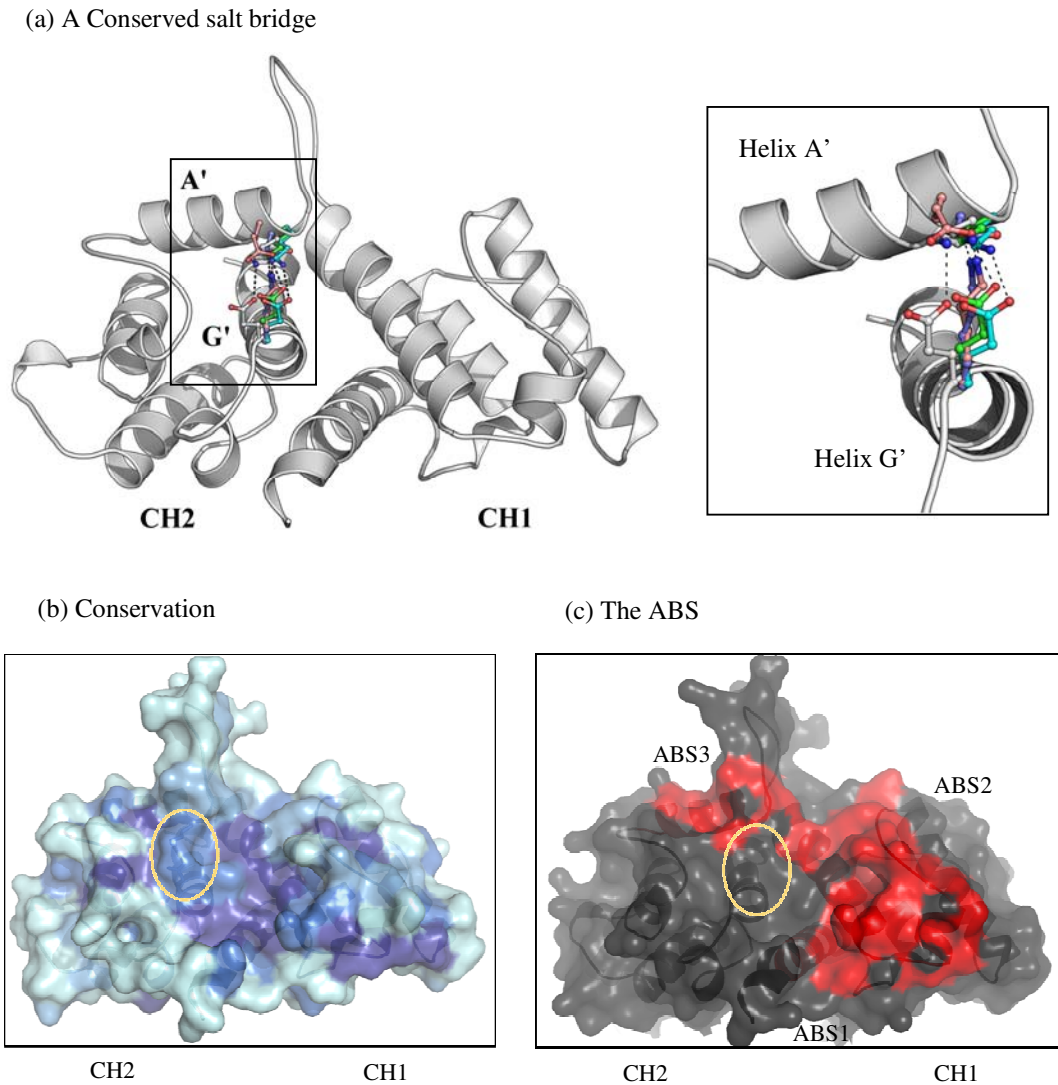 (a) A Conserved salt bridge
A'
G'
CH2
CH1
Helix A’
Helix G’
(b) Conservation
(c) The ABS
ABS3
ABS2
ABS1
CH2
CH1
CH2
CH1